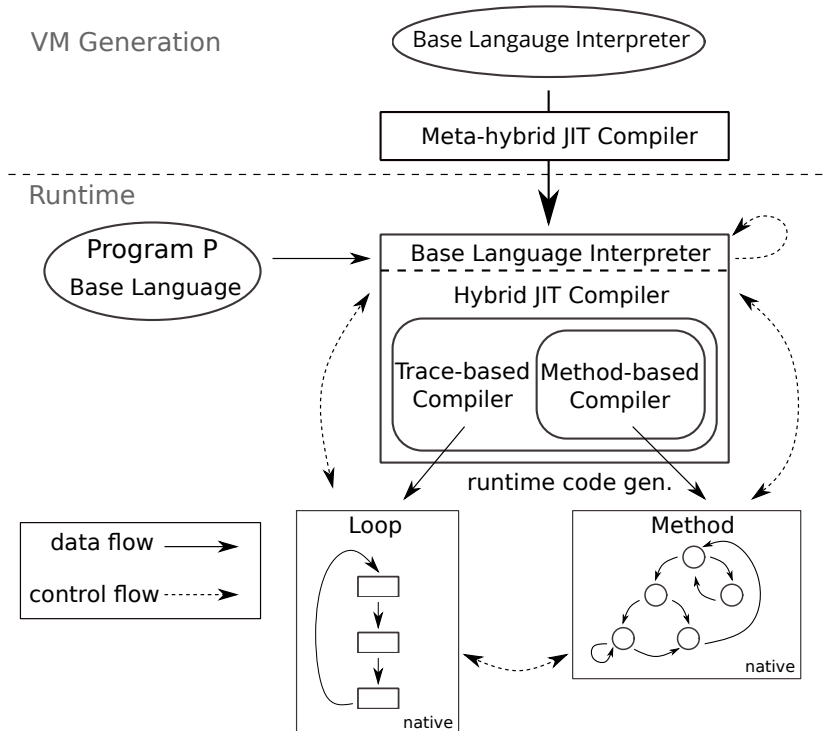 VM Generation
Base Langauge Interpreter
Meta-hybrid JIT Compiler
Runtime
Program P
Base Language
Base Language Interpreter
Hybrid JIT Compiler
Trace-based
Compiler
Method-based
Compiler
runtime code gen.
data flow
control flow
Loop
native
Method
native